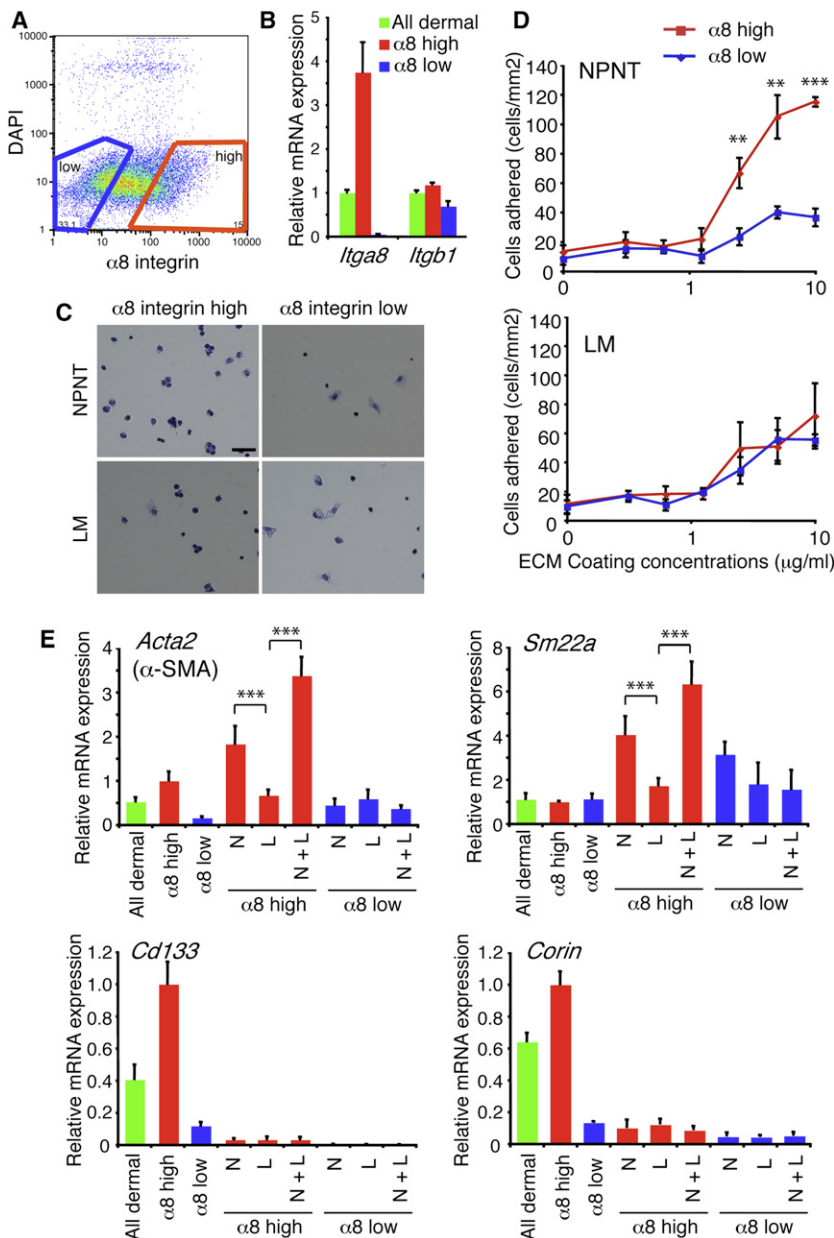 A
DAPI
10000
1000
100
10
1
low
high
33.1
15
1 10 100 1000 10000
α8 integrin
B
All dermal
α8 high
α8 low
Relative mRNA expression
5
4
3
2
1
0
Itga8 Itgb1
C
α8 integrin high α8 integrin low
NPNT
LM
D
α8 high
α8 low
NPNT
Cells adhered (cells/mm2)
140
120
100
80
60
40
20
0
** ** ***
0 1 10
LM
Cells adhered (cells/mm2)
140
120
100
80
60
40
20
0
0 1 10
ECM Coating concentrations (μg/ml)
E
Acta2
(α-SMA)
Relative mRNA expression
4
3
2
1
0
***
***
All dermal α8 high α8 low N L N + L N L N + L
α8 high α8 low
Sm22a
Relative mRNA expression
8
6
4
2
0
***
***
All dermal α8 high α8 low N L N + L N L N + L
α8 high α8 low
Cd133
Relative mRNA expression
1.2
1.0
0.8
0.6
0.4
0.2
0
All dermal α8 high α8 low N L N + L N L N + L
α8 high α8 low
Corin
Relative mRNA expression
1.2
1.0
0.8
0.6
0.4
0.2
0
All dermal α8 high α8 low N L N + L N L N + L
α8 high α8 low